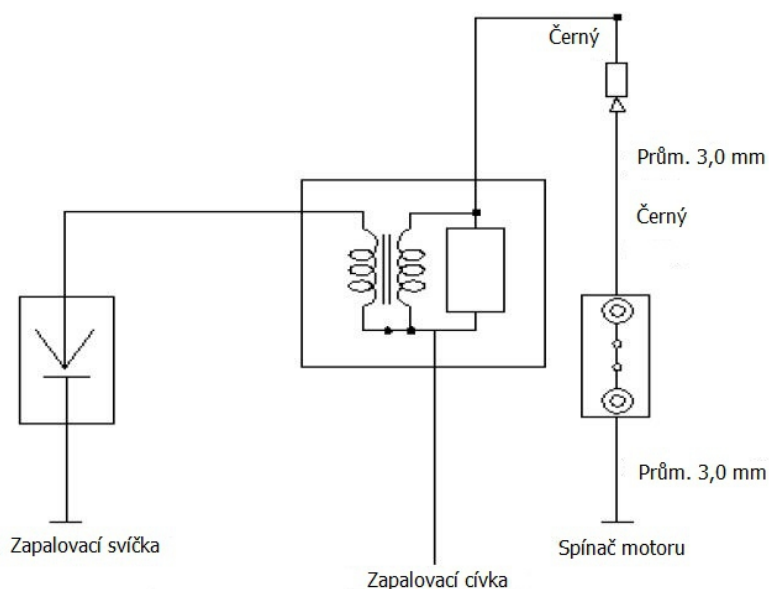 Černý
Prům. 3,0 mm
Černý
Prům. 3,0 mm
Zapalovací svíčka
Spínač motoru
Zapalovací cívka